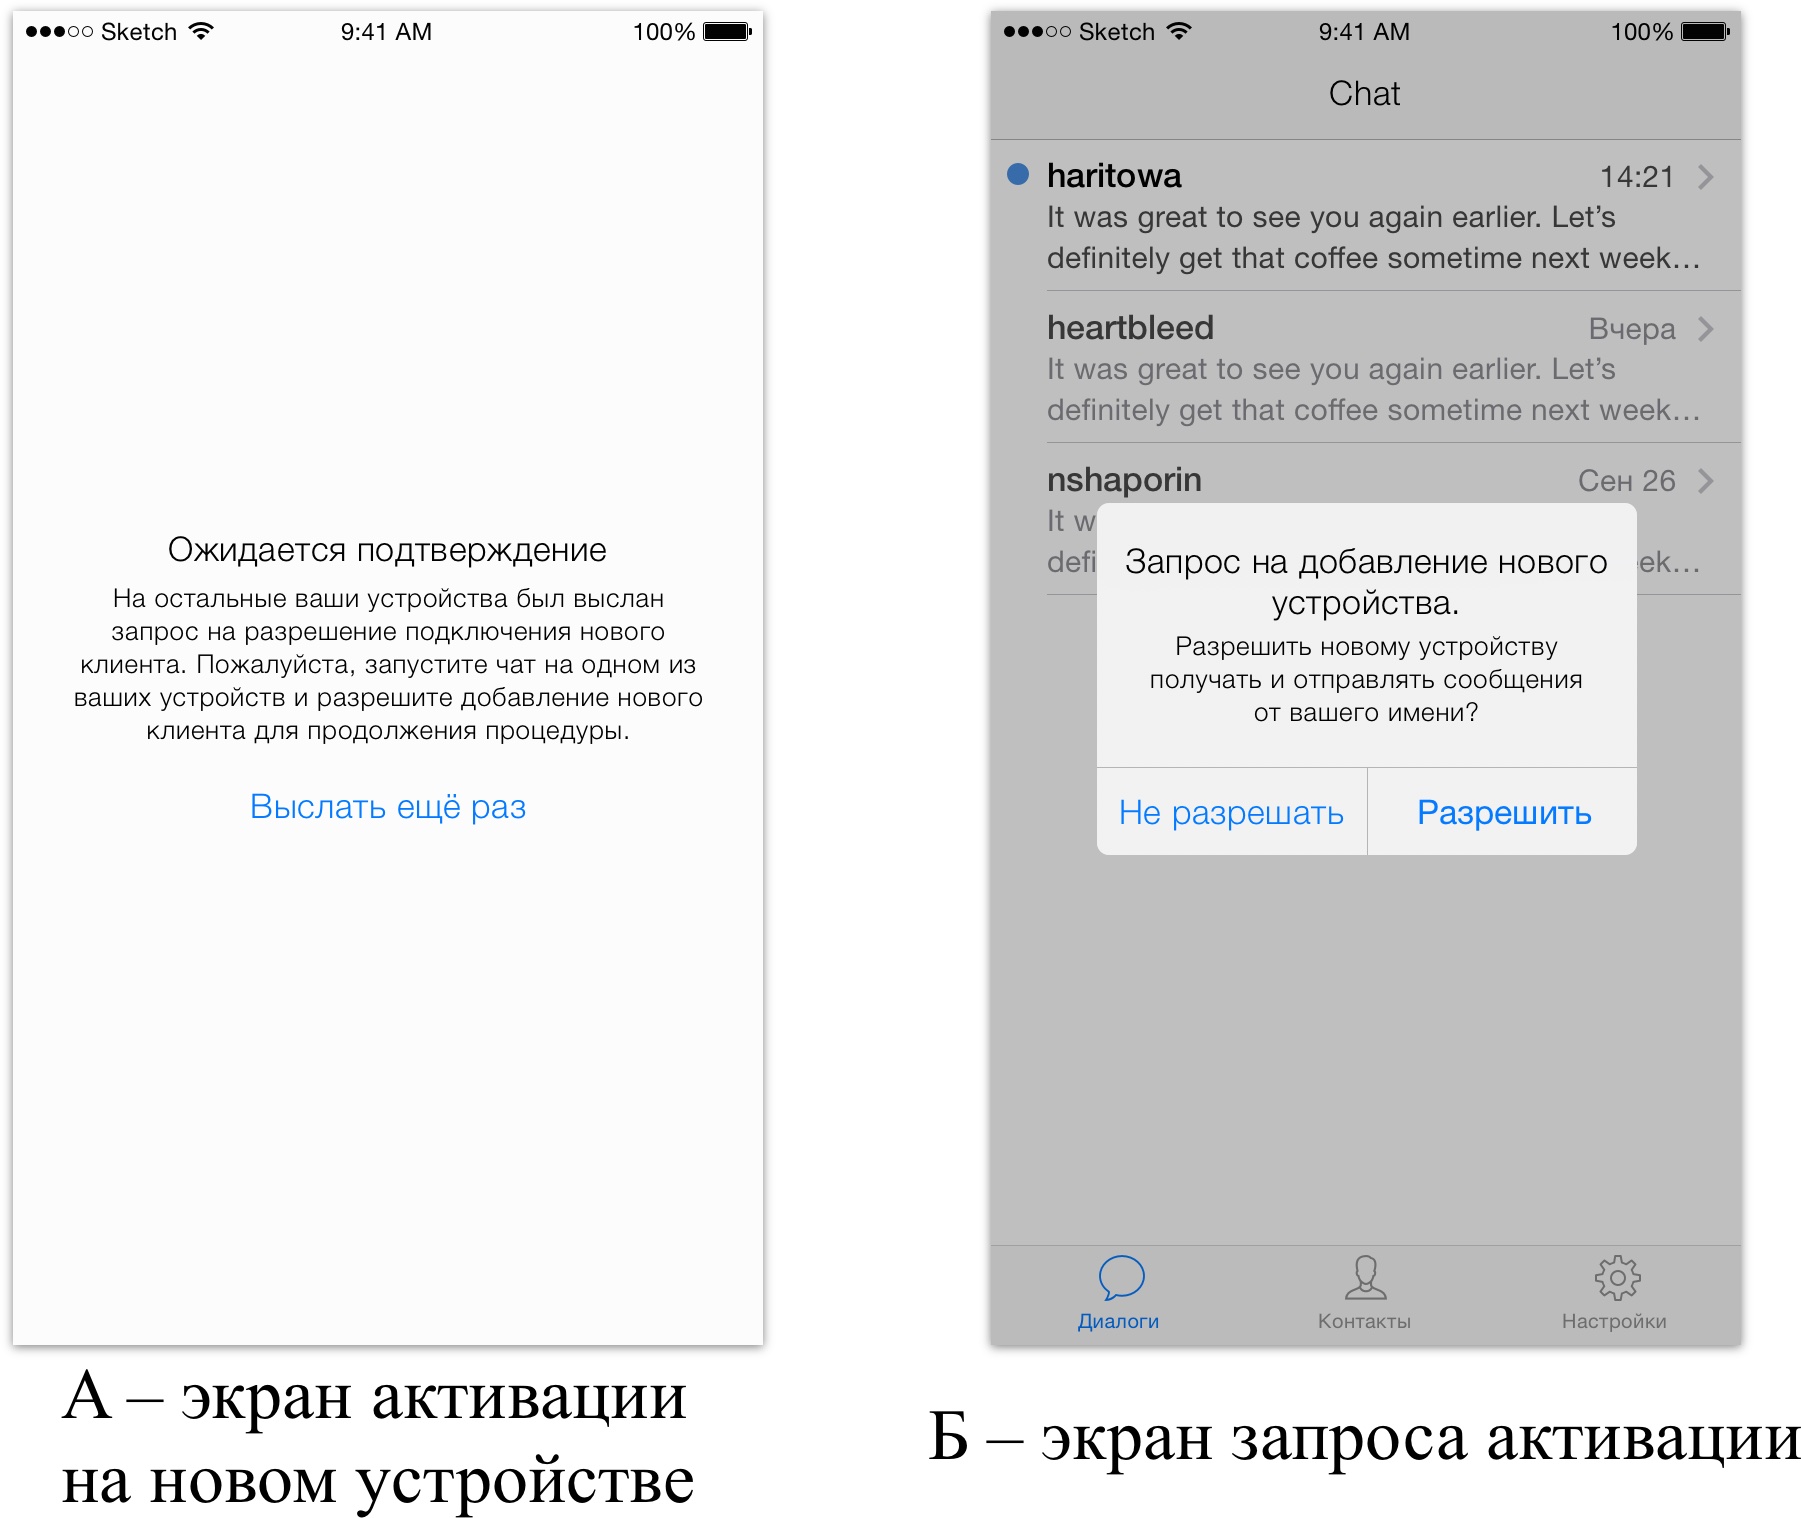 Sketch 9:41 AM 100%
Ожидается подтверждение
На остальные ваши устройства был выслан
запрос на разрешение подключения нового
клиента. Пожалуйста, запустите чат на одном из
ваших устройств и разрешите добавление нового
клиента для продолжения процедуры.
Выслать ещё раз
А – экран активации
на новом устройстве
Sketch 9:41 AM 100%
Chat
haritowa 14:21
It was great to see you again earlier. Let’s
definitely get that coffee sometime next week...
heartbleed Вчера
It was great to see you again earlier. Let’s
definitely get that coffee sometime next week...
nshaporin Сен 26
It w
defi ek...
Запрос на добавление нового
устройства.
Разрешить новому устройству
получать и отправлять сообщения
от вашего имени?
Не разрешать Разрешить
Диалоги Контакты Настройки
Б – экран запроса активации